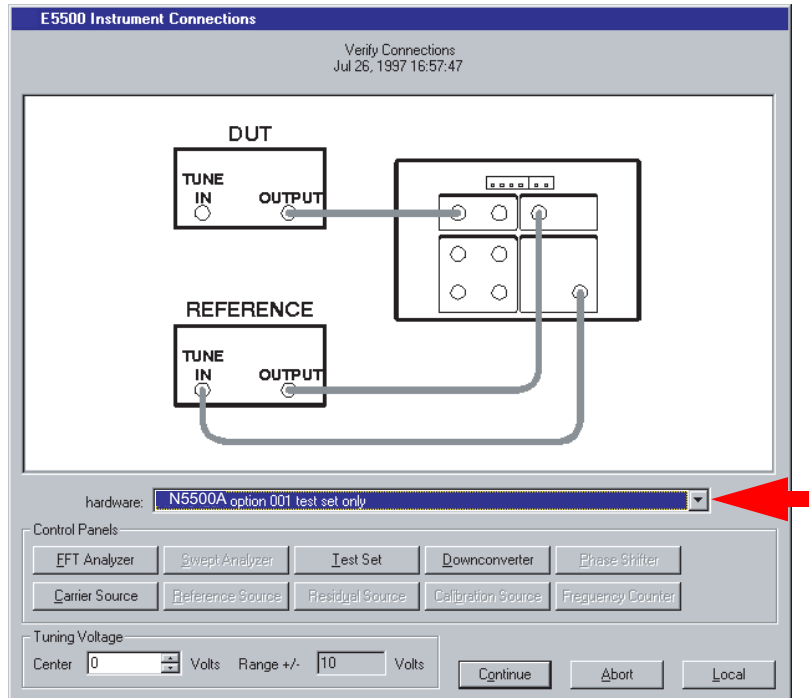 E5500 Instrument Connections
Verify Connections
Jul 26, 1997 16:57:47
DUT
TUNE
IN
OUTPUT
REFERENCE
TUNE
IN
OUTPUT
hardware: N5500A option 001 test set only
Control Panels
FFT Analyzer Swept Analyzer Test Set Downconverter Phase Shifter
Carrier Source Reference Source Residual Source Calibration Source Frequency Counter
Tuning Voltage
Center 0 Volts Range +/- 10 Volts
Continue Abort Local